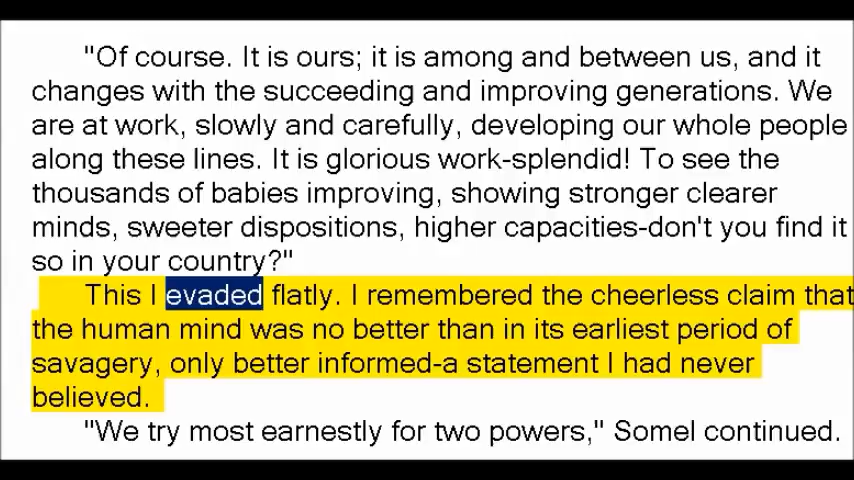 "Of course. It is ours; it is among and between us, and it
changes with the succeeding and improving generations. We
are at work, slowly and carefully, developing our whole people
along these lines. It is glorious work-splendid! To see the
thousands of babies improving, showing stronger clearer
minds, sweeter dispositions, higher capacities-don't you find it
so in your country?"
This I evaded flatly. I remembered the cheerless claim that
the human mind was no better than in its earliest period of
savagery, only better informed-a statement I had never
believed.
"We try most earnestly for two powers," Somel continued.